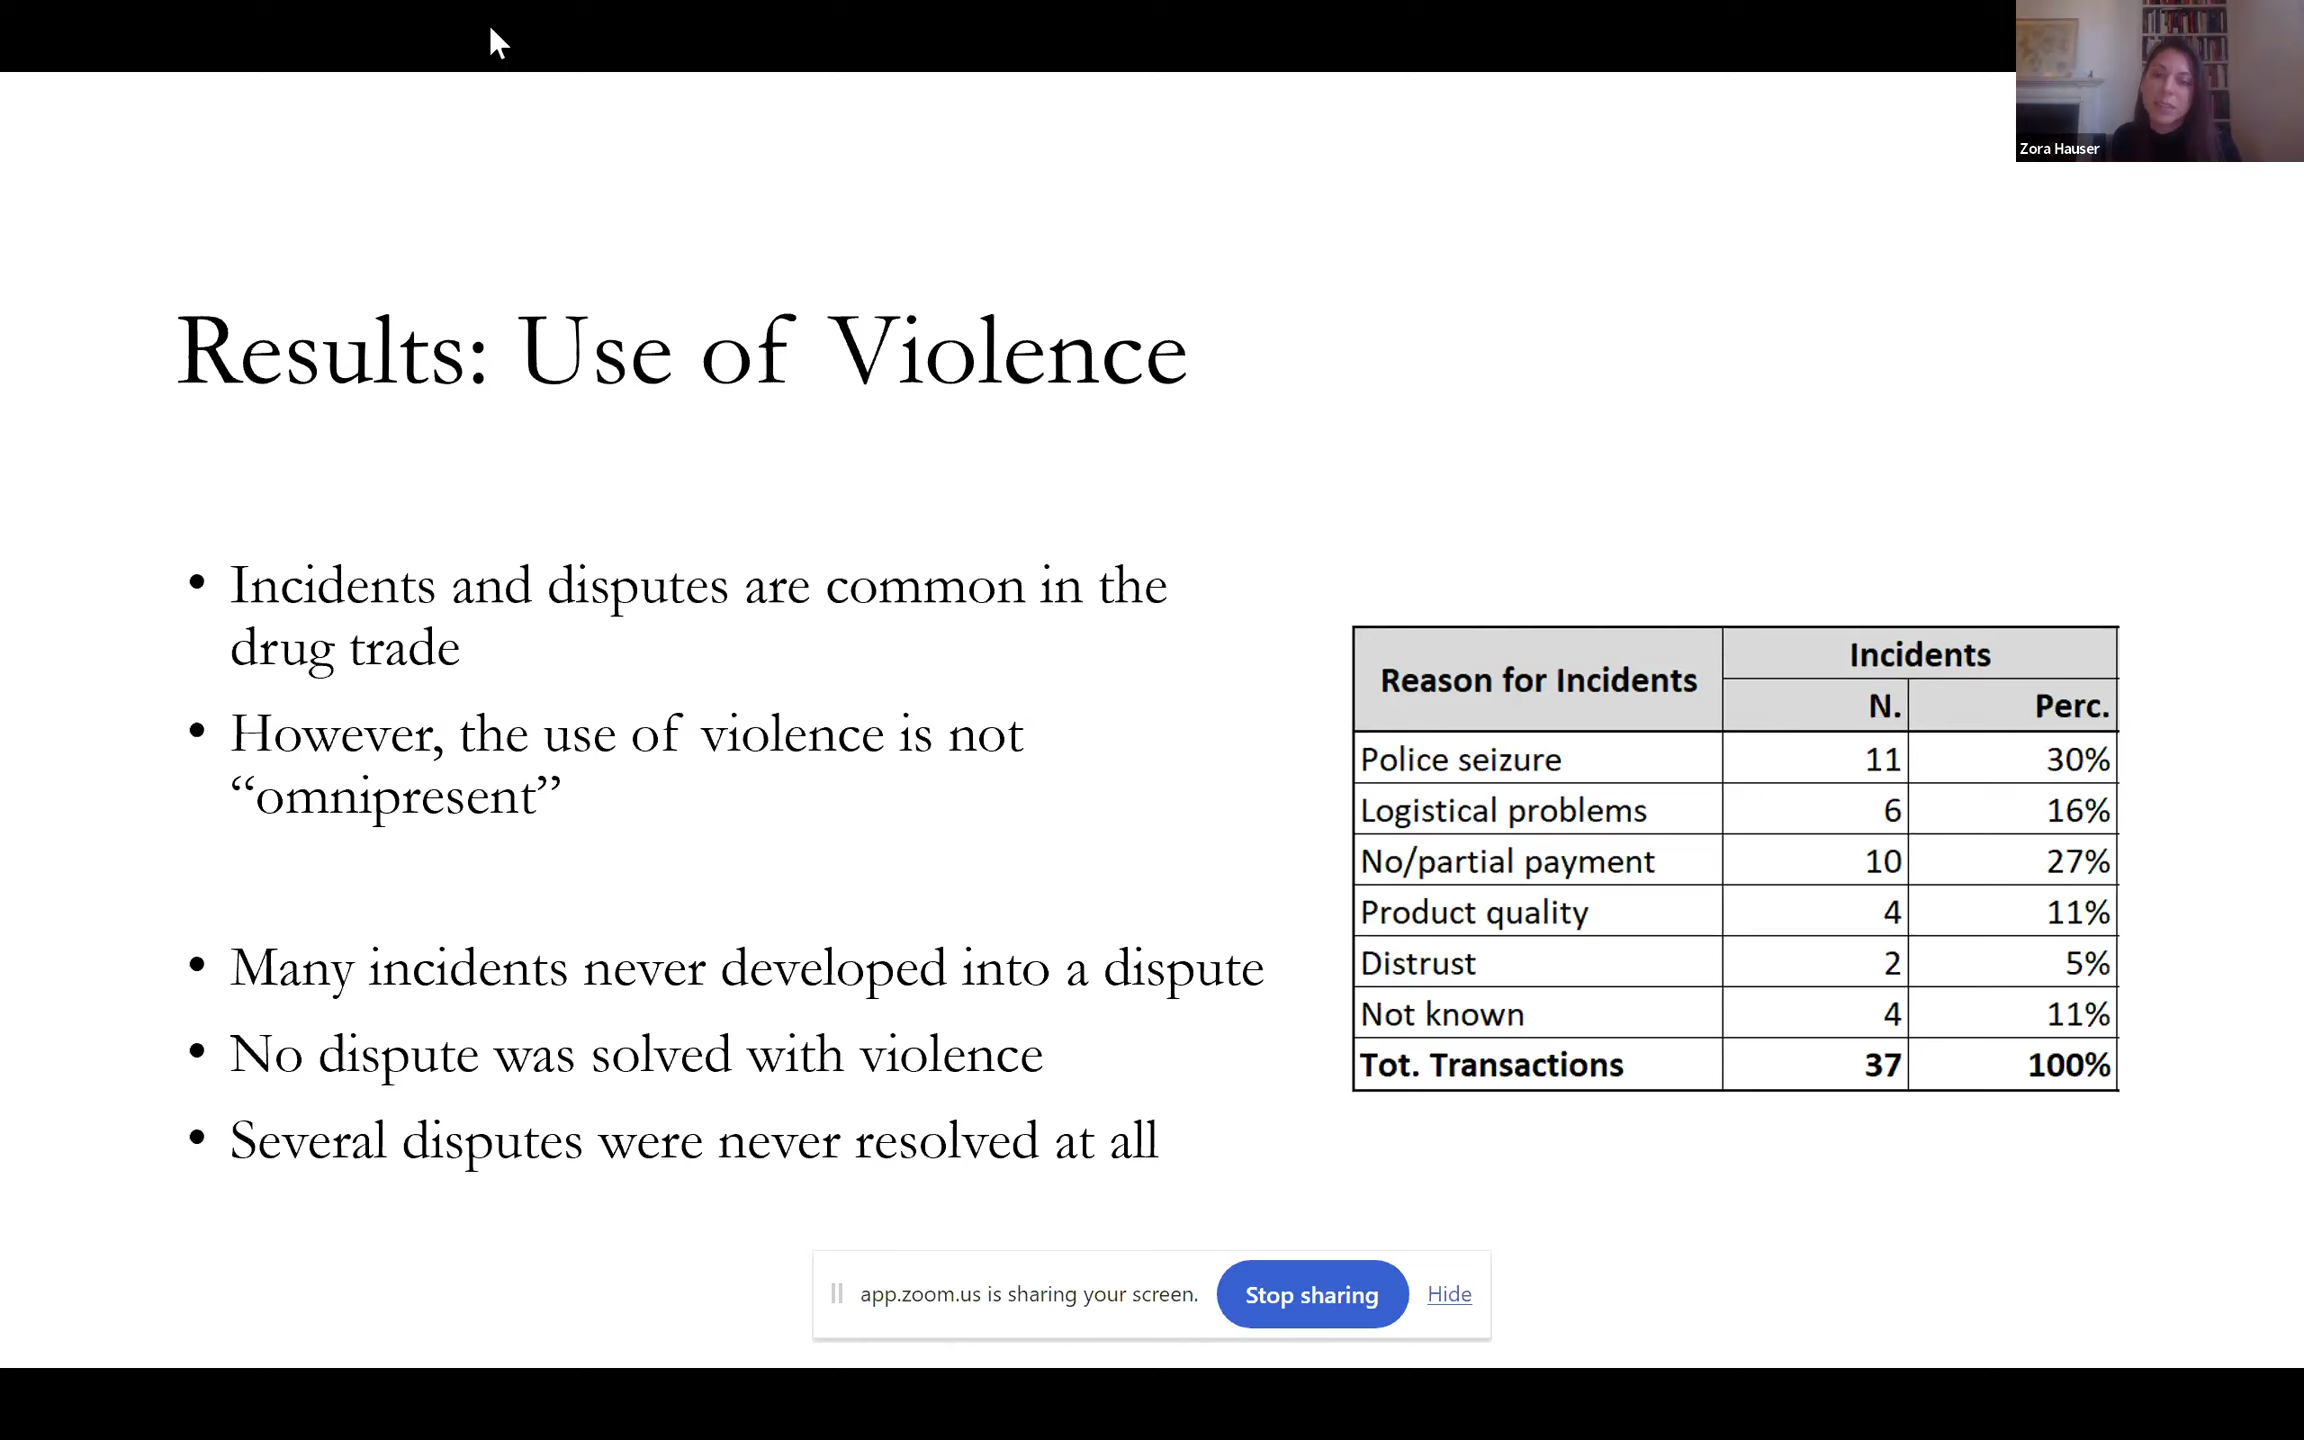 Zora Hauser
Results: Use of Violence
• Incidents and disputes are common in the
drug trade
• However, the use of violence is not
“omnipresent”
• Many incidents never developed into a dispute
• No dispute was solved with violence
• Several disputes were never resolved at all
Reason for Incidents Incidents
N. Perc.
Police seizure 11 30%
Logistical problems 6 16%
No/partial payment 10 27%
Product quality 4 11%
Distrust 2 5%
Not known 4 11%
Tot. Transactions 37 100%
app.zoom.us is sharing your screen. Stop sharing Hide